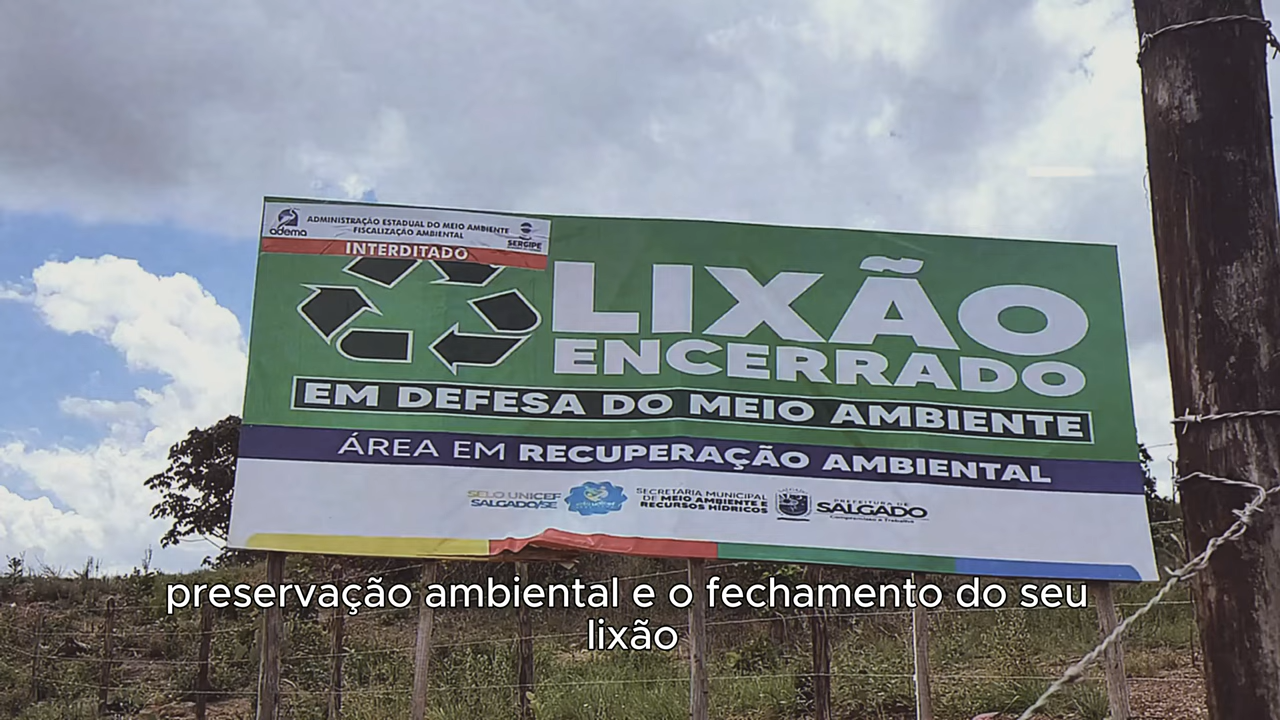 adema
ADMINISTRAÇÃO ESTADUAL DO MEIO AMBIENTE
FISCALIZAÇÃO AMBIENTAL
SERGIPE
INTERDITADO
LIXÃO
ENCERRADO
EM DEFESA DO MEIO AMBIENTE
ÁREA EM RECUPERAÇÃO AMBIENTAL
SELO UNICEF
SALGADO/SE
SECRETARIA MUNICIPAL
DE MEIO AMBIENTE E
RECURSOS HÍDRICOS
PREFEITURA DE
SALGADO
Compromisso e Trabalho
preservação ambiental e o fechamento do seu
lixão